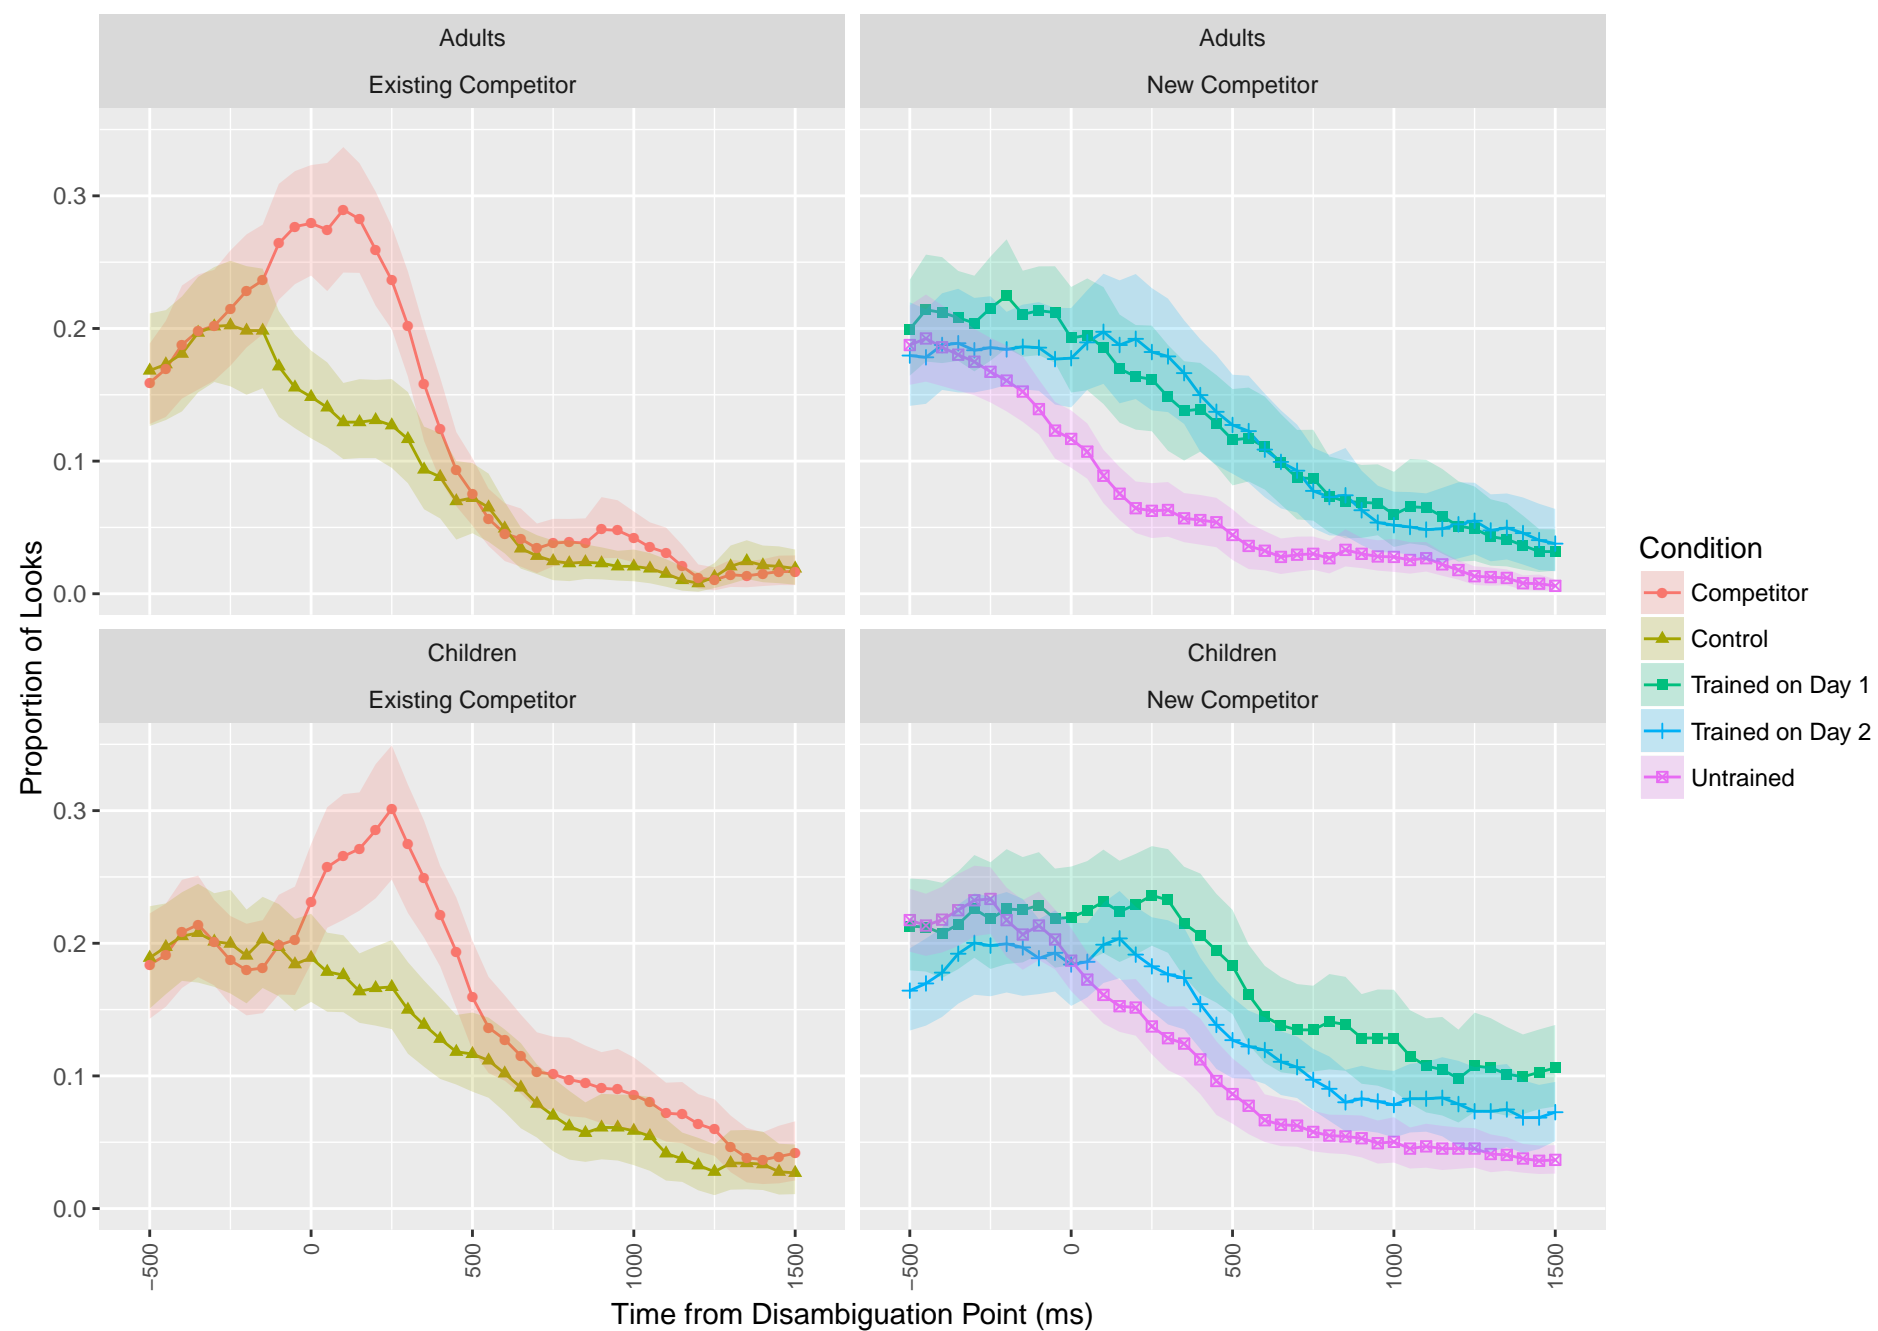 Adults
Existing Competitor
Adults
New Competitor
0.3
0.2
0.1
0.0
Children
Existing Competitor
Children
New Competitor
0.3
0.2
0.1
0.0
−500
0
500
1000
1500
−500
0
500
1000
1500
Time from Disambiguation Point (ms)
Proportion of Looks
Condition
Competitor
Control
Trained on Day 1
Trained on Day 2
Untrained